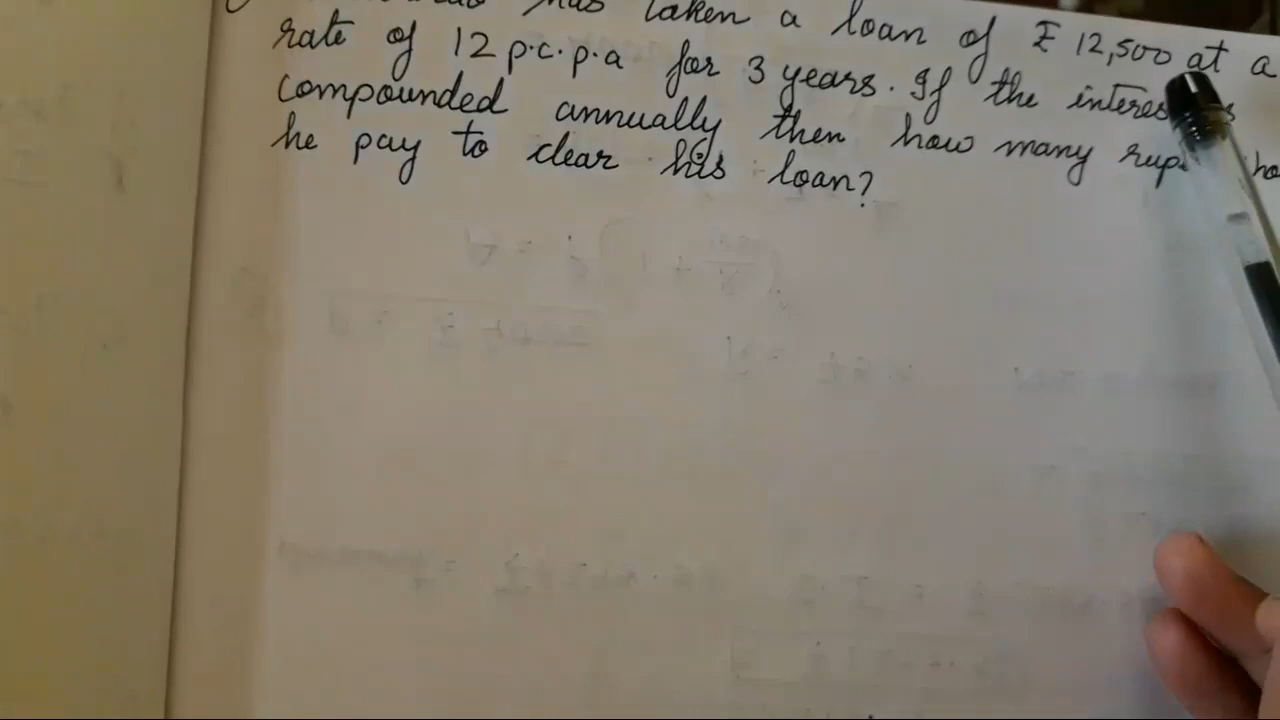 has taken a loan of ₹ 12,500 at a
rate of 12 p.c.p.a for 3 years. If the
compounded annually then how many
he pay to clear his loan?